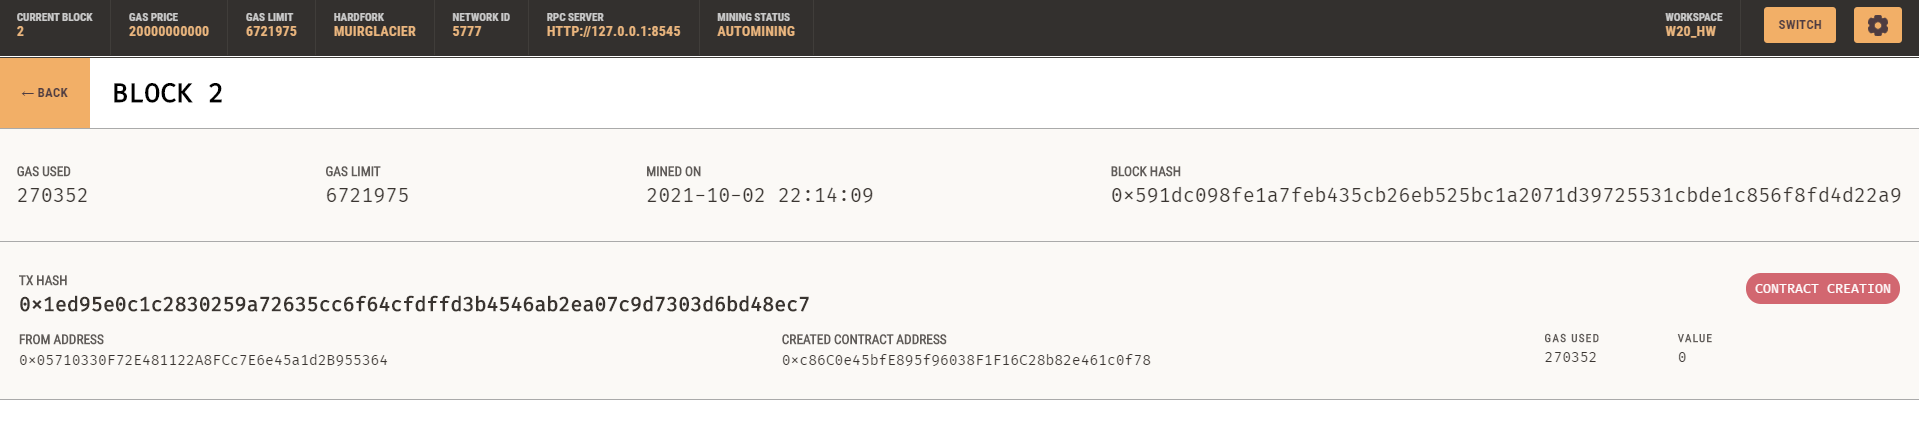 CURRENT BLOCK GAS PRICE GAS LIMIT HARDFORK NETWORK ID RPC SERVER MINING STATUS WORKSPACE
2 20000000000 6721975 MUIRGLACIER 5777 HTTP://127.0.0.1:8545 AUTOMINING W20_HW SWITCH
← BACK BLOCK 2
GAS USED GAS LIMIT MINED ON BLOCK HASH
270352 6721975 2021-10-02 22:14:09 0×591dc098fe1a7feb435cb26eb525bc1a2071d39725531cbde1c856f8fd4d22a9
TX HASH
0×1ed95e0c1c2830259a72635cc6f64cfdffd3b4546ab2ea07c9d7303d6bd48ec7 CONTRACT CREATION
FROM ADDRESS CREATED CONTRACT ADDRESS GAS USED VALUE
0×05710330F72E481122A8FCc7E6e45a1d2B955364 0×c86C0e45bfE895f96038F1F16C28b82e461c0f78 270352 0